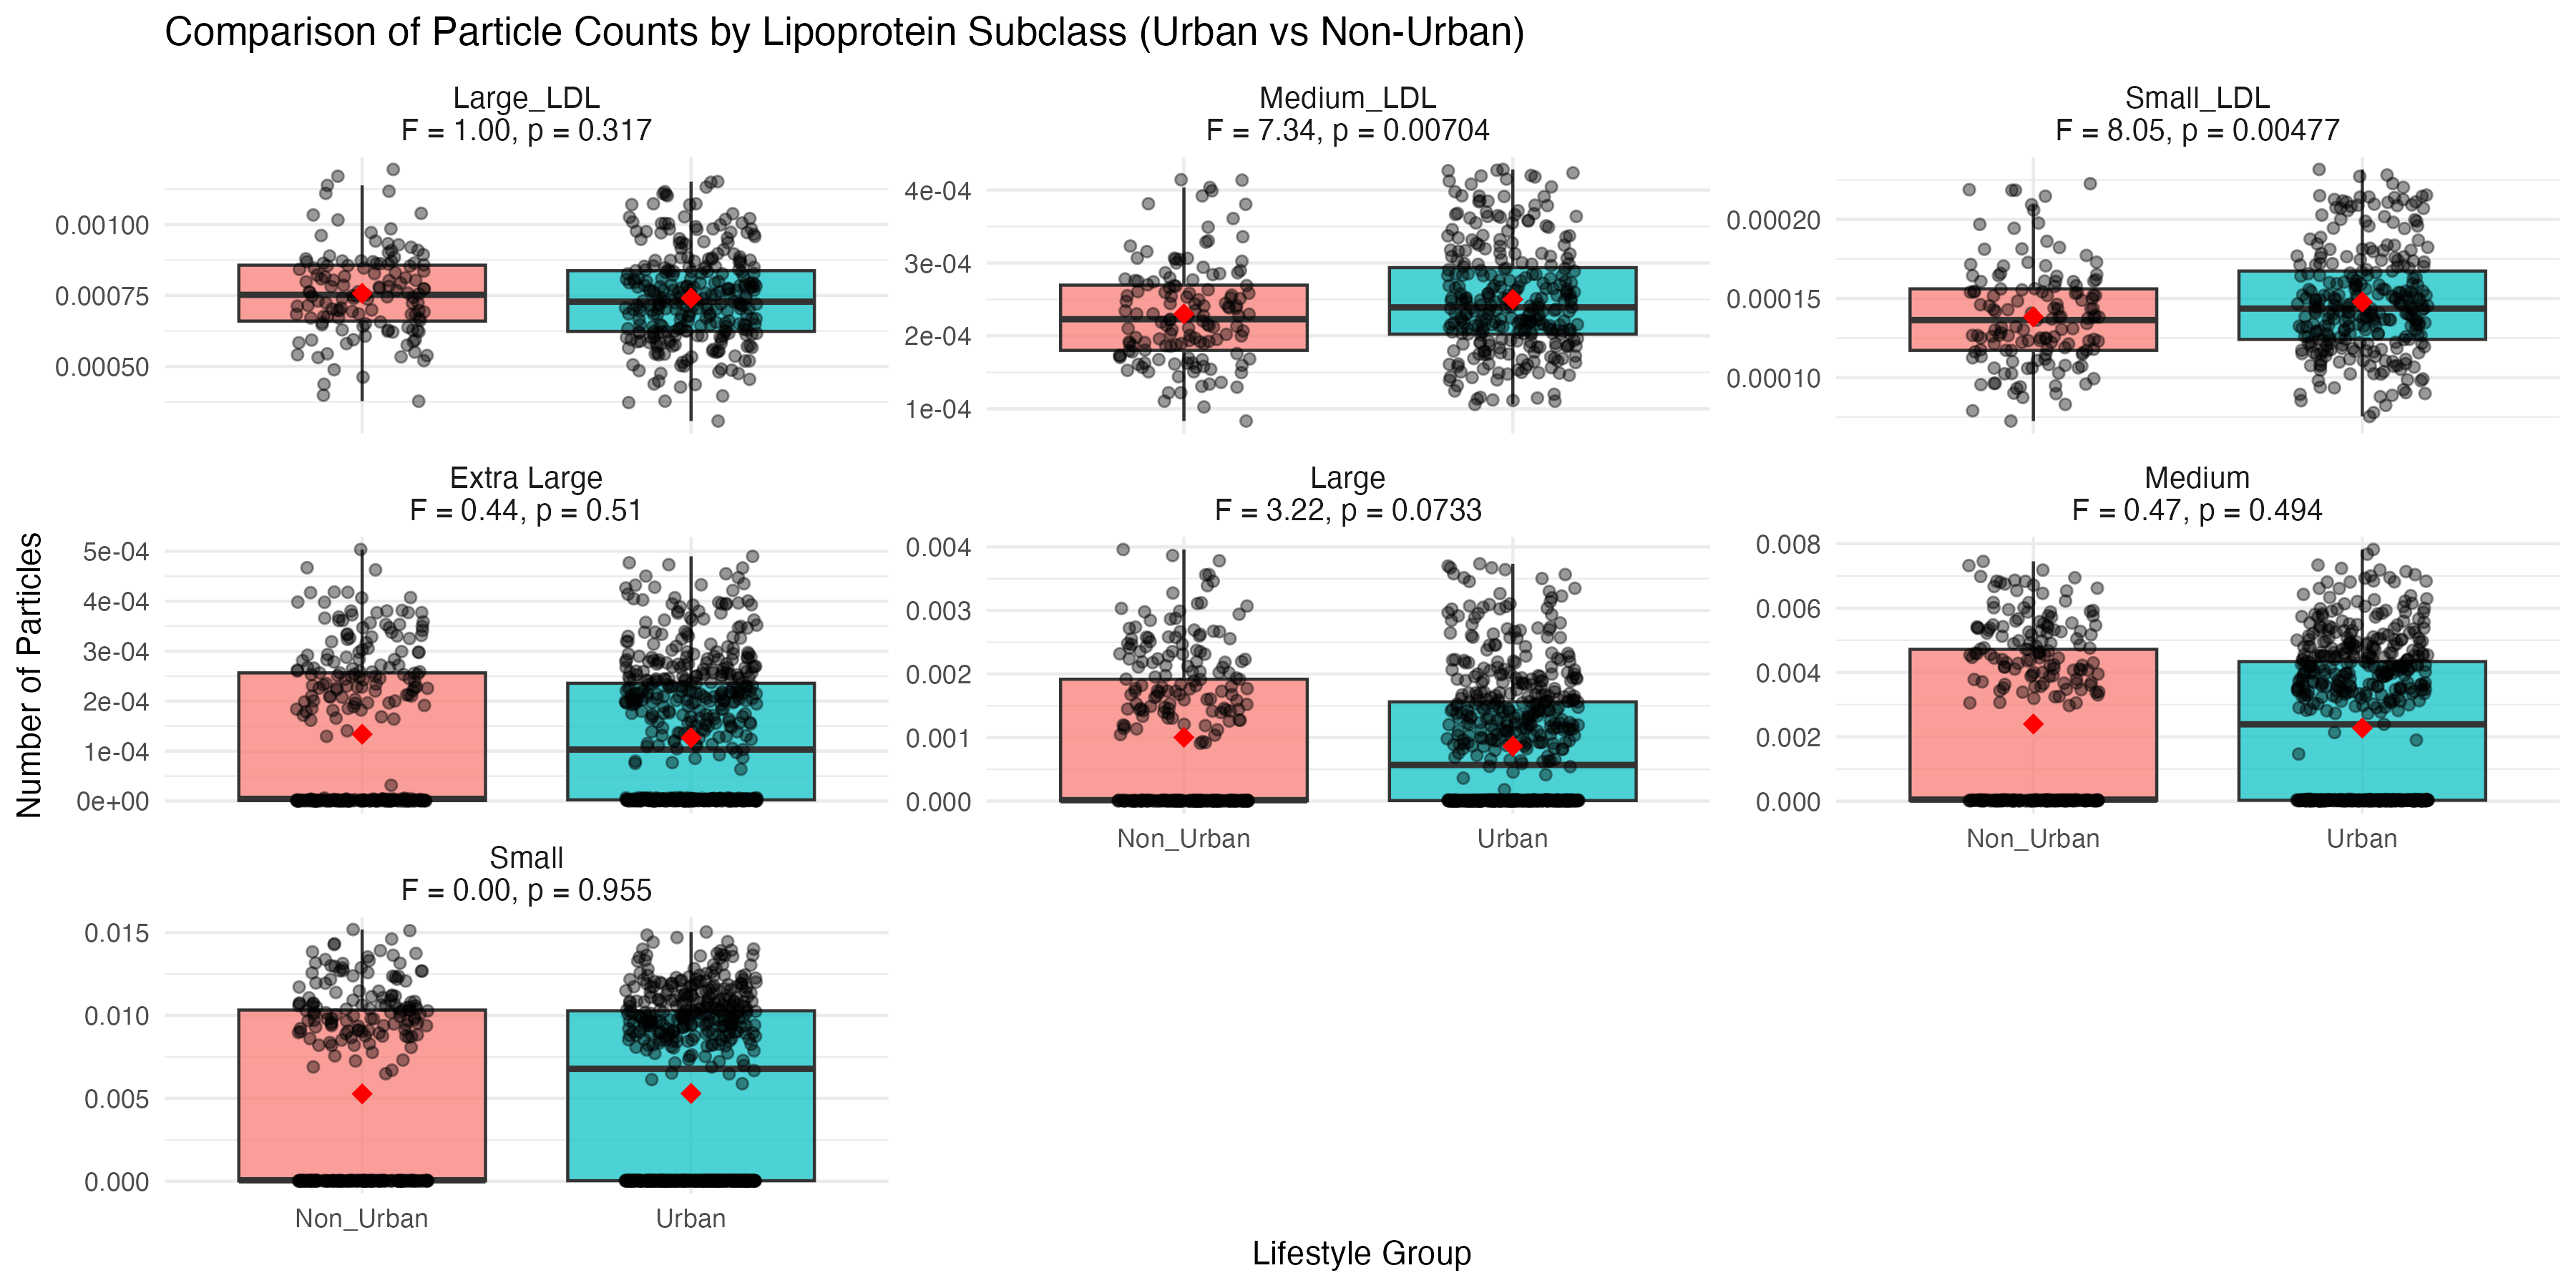 Comparison of Particle Counts by Lipoprotein Subclass (Urban vs Non-Urban)
Large_LDL
F = 1.00, p = 0.317
0.00100
0.00075
0.00050
Medium_LDL
F = 7.34, p = 0.00704
4e-04
3e-04
2e-04
1e-04
Small_LDL
F = 8.05, p = 0.00477
0.00020
0.00015
0.00010
Number of Particles
Extra Large
F = 0.44, p = 0.51
5e-04
4e-04
3e-04
2e-04
1e-04
0e+00
Large
F = 3.22, p = 0.0733
0.004
0.003
0.002
0.001
0.000
Non_Urban
Urban
Medium
F = 0.47, p = 0.494
0.008
0.006
0.004
0.002
0.000
Non_Urban
Urban
Small
F = 0.00, p = 0.955
0.015
0.010
0.005
0.000
Non_Urban
Urban
Lifestyle Group